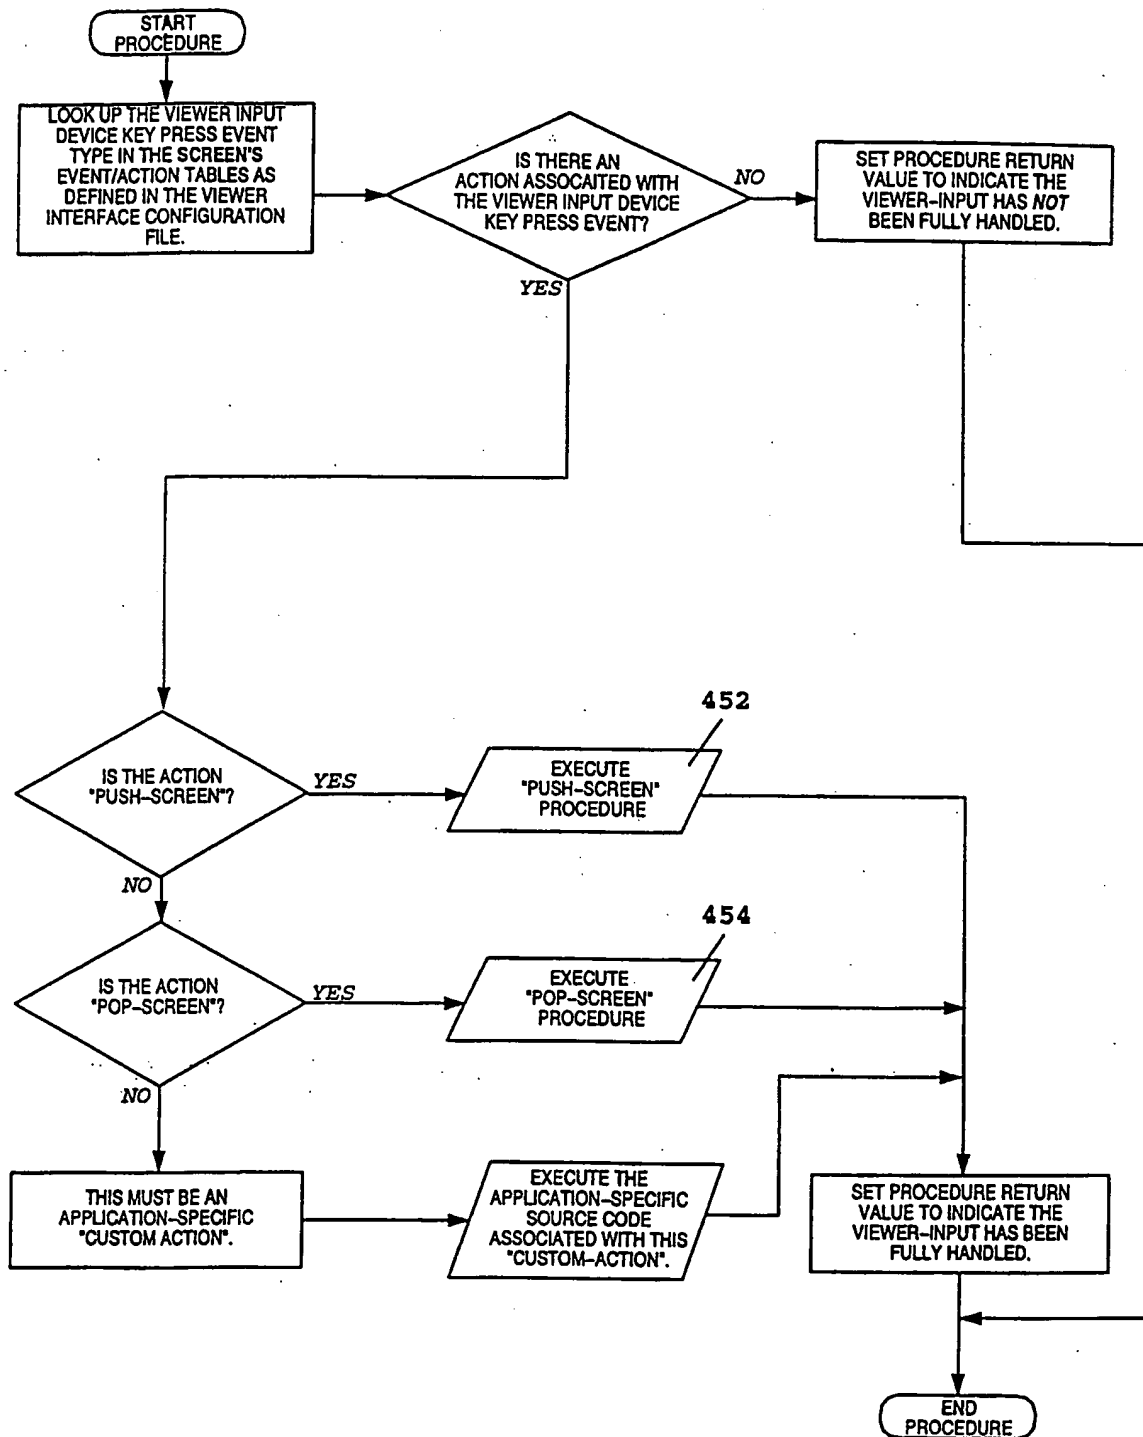 START
PROCEDURE
LOOK UP THE VIEWER INPUT
DEVICE KEY PRESS EVENT
TYPE IN THE SCREEN'S
EVENT/ACTION TABLES AS
DEFINED IN THE VIEWER
INTERFACE CONFIGURATION
FILE.
IS THERE AN
ACTION ASSOCAITED WITH
THE VIEWER INPUT DEVICE
KEY PRESS EVENT?
NO
SET PROCEDURE RETURN
VALUE TO INDICATE THE
VIEWER-INPUT HAS NOT
BEEN FULLY HANDLED.
YES
452
IS THE ACTION
"PUSH-SCREEN"?
YES
EXECUTE
"PUSH-SCREEN"
PROCEDURE
NO
454
IS THE ACTION
"POP-SCREEN"?
YES
EXECUTE
"POP-SCREEN"
PROCEDURE
NO
THIS MUST BE AN
APPLICATION-SPECIFIC
"CUSTOM ACTION".
EXECUTE THE
APPLICATION-SPECIFIC
SOURCE CODE
ASSOCIATED WITH THIS
"CUSTOM-ACTION".
SET PROCEDURE RETURN
VALUE TO INDICATE THE
VIEWER-INPUT HAS BEEN
FULLY HANDLED.
END
PROCEDURE